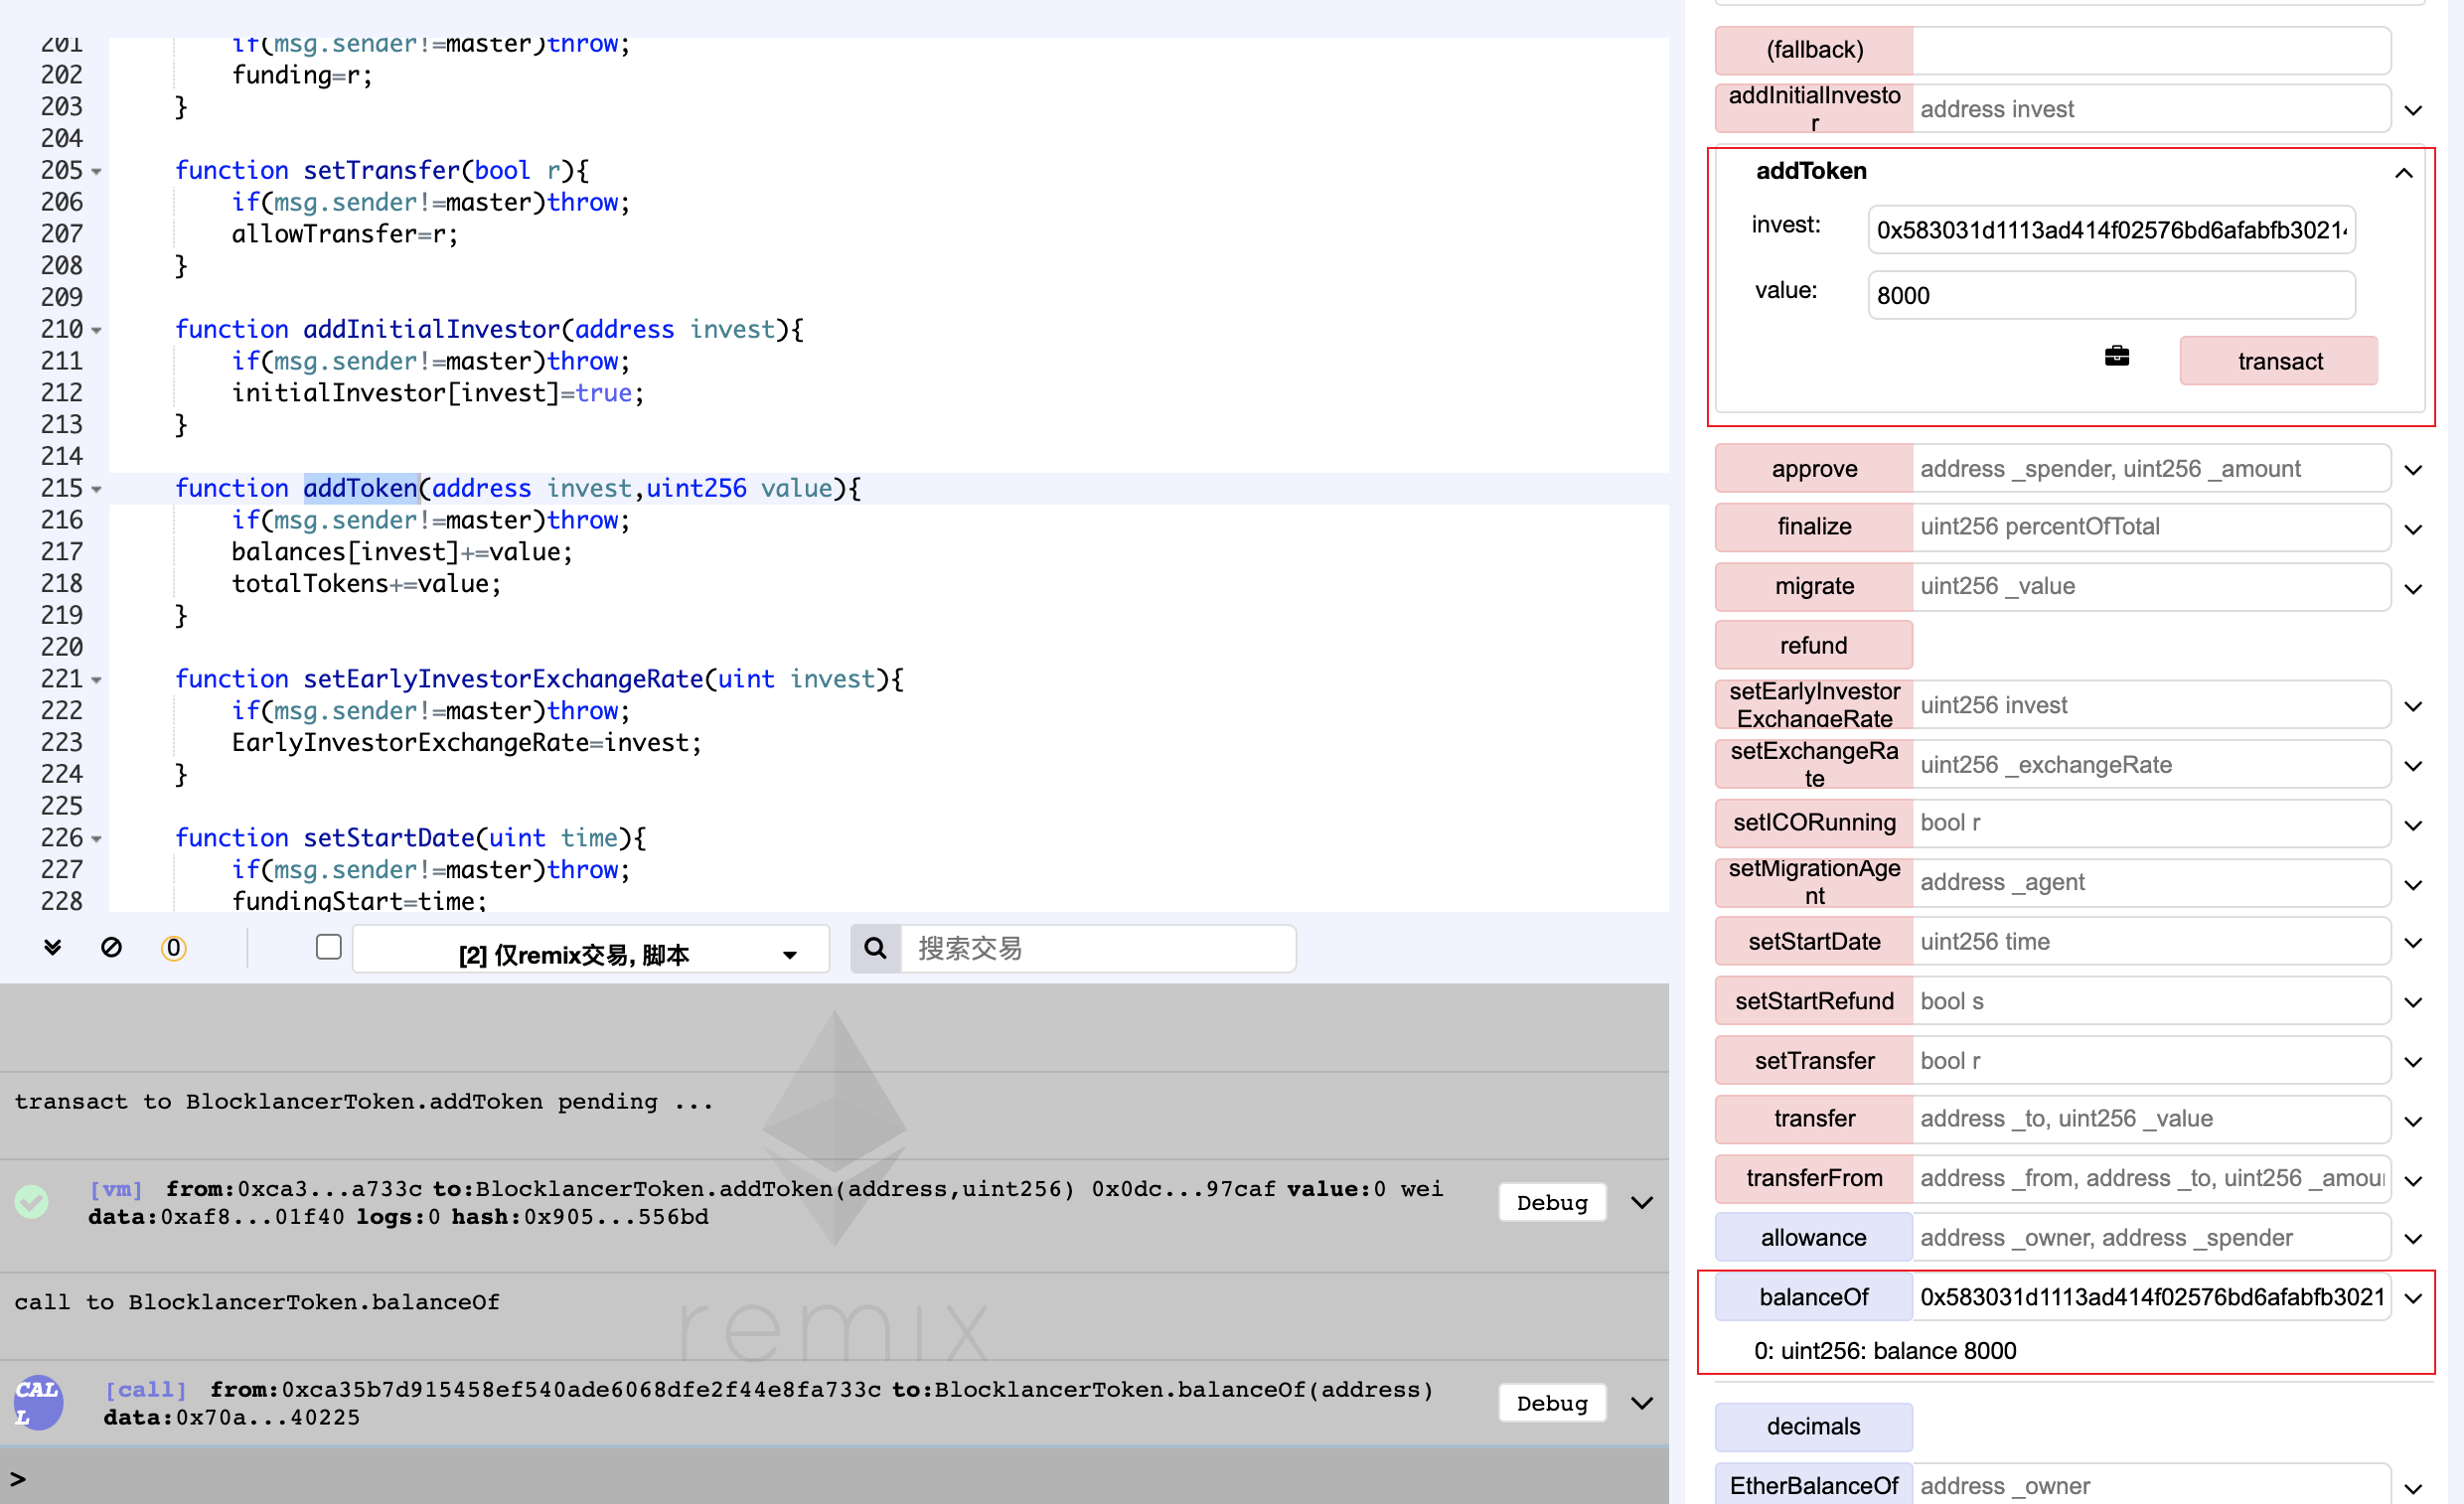 201 if(msg.sender!=master)throw;
202 funding=r;
203 }
204
205 function setTransfer(bool r){
206 if(msg.sender!=master)throw;
207 allowTransfer=r;
208 }
209
210 function addInitialInvestor(address invest){
211 if(msg.sender!=master)throw;
212 initialInvestor[invest]=true;
213 }
214
215 function addToken(address invest,uint256 value){
216 if(msg.sender!=master)throw;
217 balances[invest]+=value;
218 totalTokens+=value;
219 }
220
221 function setEarlyInvestorExchangeRate(uint invest){
222 if(msg.sender!=master)throw;
223 EarlyInvestorExchangeRate=invest;
224 }
225
226 function setStartDate(uint time){
227 if(msg.sender!=master)throw;
228 fundingStart=time;
0
[2] 仅remix交易, 脚本
搜索交易
transact to BlocklancerToken.addToken pending ...
[vm] from:0xca3...a733c to:BlocklancerToken.addToken(address,uint256) 0x0dc...97caf value:0 wei
data:0xaf8...01f40 logs:0 hash:0x905...556bd
Debug
call to BlocklancerToken.balanceOf
remix
CAL
L
[call] from:0xca35b7d915458ef540ade6068dfe2f44e8fa733c to:BlocklancerToken.balanceOf(address)
data:0x70a...40225
Debug
>
(fallback)
addInitialInvesto
r
address invest
addToken
invest: 0x583031d1113ad414f02576bd6afabfb30214
value: 8000
transact
approve address _spender, uint256 _amount
finalize uint256 percentOfTotal
migrate uint256 _value
refund
setEarlyInvestor
ExchangeRate
uint256 invest
setExchangeRa
te
uint256 _exchangeRate
setICORunning bool r
setMigrationAge
nt
address _agent
setStartDate uint256 time
setStartRefund bool s
setTransfer bool r
transfer address _to, uint256 _value
transferFrom address _from, address _to, uint256 _amou
allowance address _owner, address _spender
balanceOf 0x583031d1113ad414f02576bd6afabfb3021
0: uint256: balance 8000
decimals
EtherBalanceOf address _owner